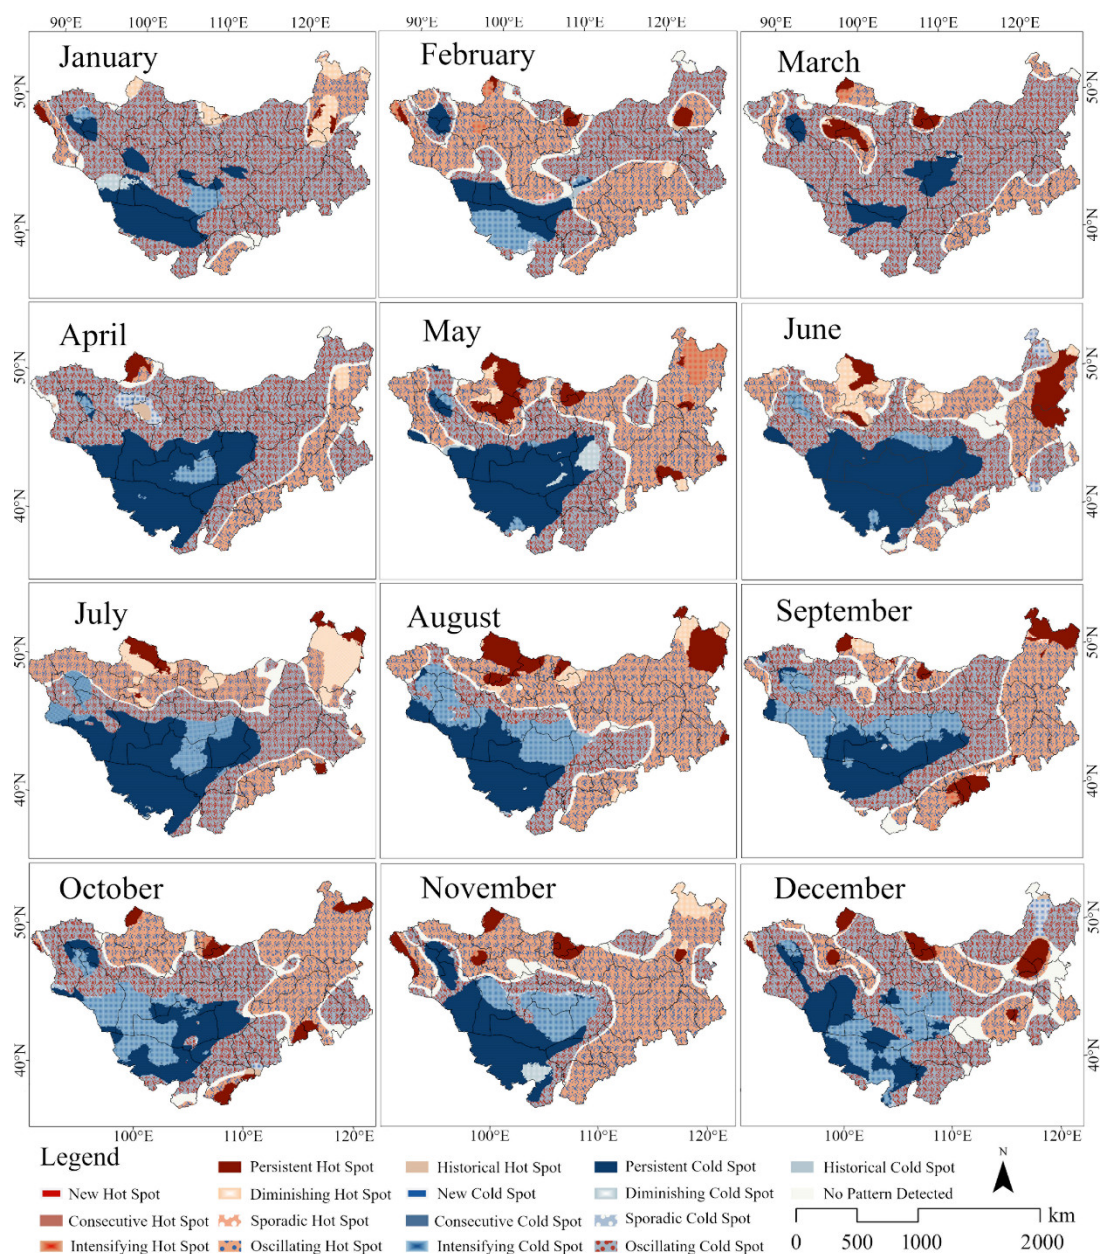 90°E 100°E 110°E 120°E 90°E 100°E 110°E 120°E 90°E 100°E 110°E 120°E
January February March
50°N 50°N
40°N 40°N
April May June
50°N 50°N
40°N 40°N
July August September
50°N 50°N
40°N 40°N
October November December
50°N 50°N
40°N 40°N
100°E 110°E 120°E 100°E 110°E 120°E 100°E 110°E 120°E
Legend
Persistent Hot Spot Historical Hot Spot Persistent Cold Spot Historical Cold Spot N
New Hot Spot Diminishing Hot Spot New Cold Spot Diminishing Cold Spot No Pattern Detected
Consecutive Hot Spot Sporadic Hot Spot Consecutive Cold Spot Sporadic Cold Spot km
Intensifying Hot Spot Oscillating Hot Spot Intensifying Cold Spot Oscillating Cold Spot 0 500 1000 2000